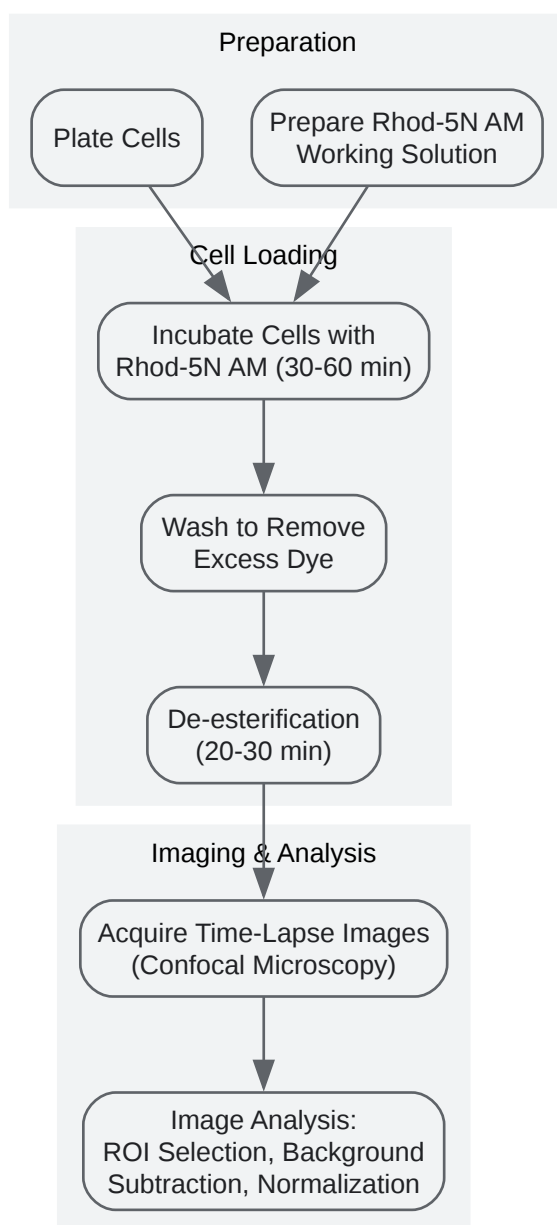 Preparation
Plate Cells
Prepare Rhod-5N AM
Working Solution
Cell Loading
Incubate Cells with
Rhod-5N AM (30-60 min)
Wash to Remove
Excess Dye
De-esterification
(20-30 min)
Imaging & Analysis
Acquire Time-Lapse Images
(Confocal Microscopy)
Image Analysis:
ROI Selection, Background
Subtraction, Normalization